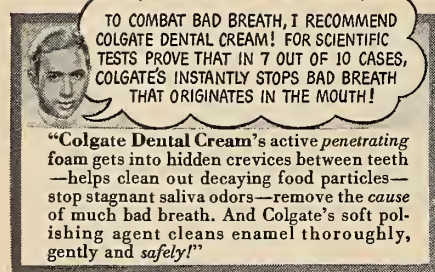 TO COMBAT BAD BREATH, I RECOMMEND
COLGATE DENTAL CREAM! FOR SCIENTIFIC
TESTS PROVE THAT IN 7 OUT OF 10 CASES,
COLGATE'S INSTANTLY STOPS BAD BREATH
THAT ORIGINATES IN THE MOUTH!
“Colgate Dental Cream's active penetrating
foam gets into hidden crevices between teeth
—helps clean out decaying food particles—
stop stagnant saliva odors—remove the cause
of much bad breath. And Colgate's soft pol-
ishing agent cleans enamel thoroughly,
gently and safely!”